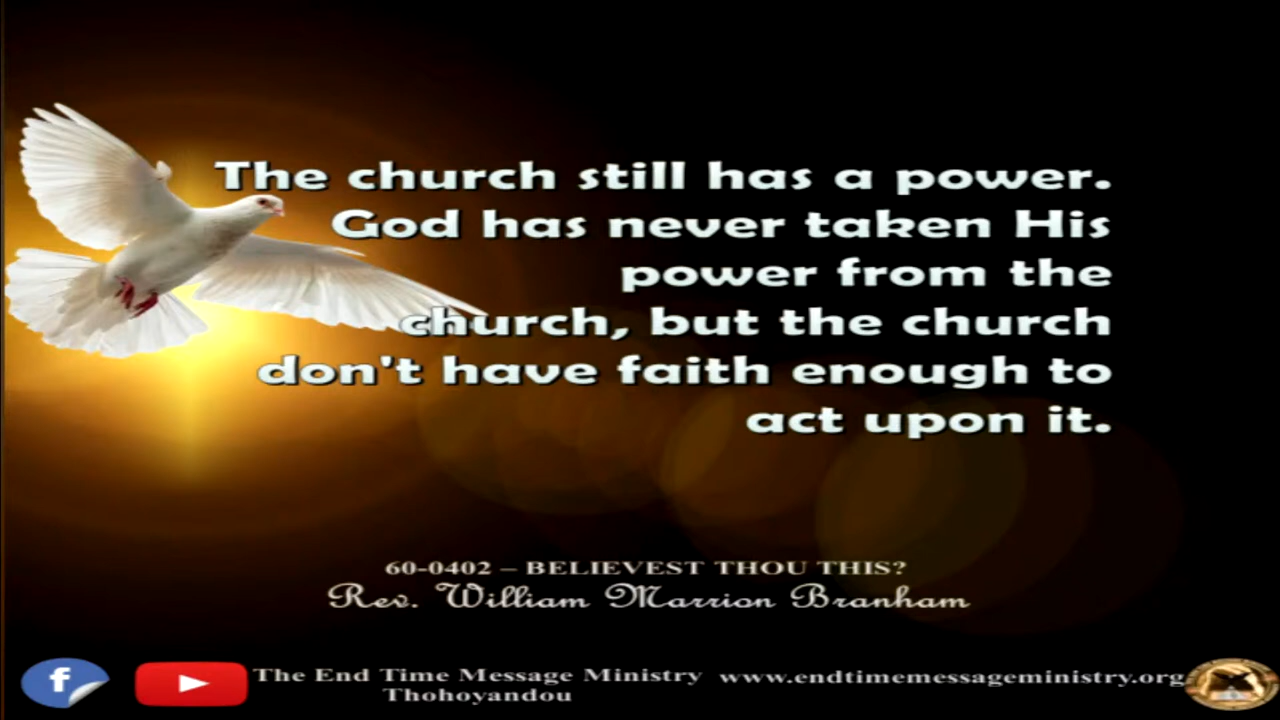 The church still has a power.
God has never taken His
power from the
church, but the church
don't have faith enough to
act upon it.
60-0402 – BELIEVEST THOU THIS?
Rev. William Marrion Branham
f
The End Time Message Ministry www.endtimemessageministry.org
Thohoyandou